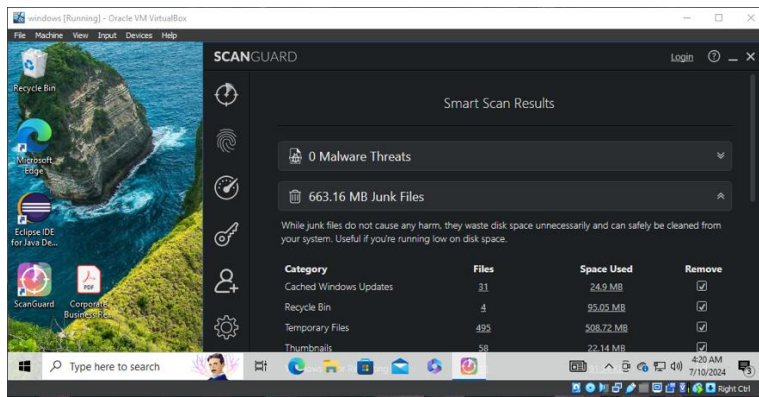 windows [Running] - Oracle VM VirtualBox
File Machine View Input Devices Help
Recycle Bin
Microsoft Edge
Eclipse IDE for Java De...
ScanGuard
Corporate Business Re...
SCANGUARD
Login
Smart Scan Results
0 Malware Threats
663.16 MB Junk Files
While junk files do not cause any harm, they waste disk space unnecessarily and can safely be cleaned from
your system. Useful if you're running low on disk space.
Category Files Space Used Remove
Cached Windows Updates 31 24.9 MB
Recycle Bin 4 95.05 MB
Temporary Files 495 508.72 MB
Thumbnails 58 22.14 MB
Type here to search
4:20 AM
7/10/2024
3
Right Ctrl